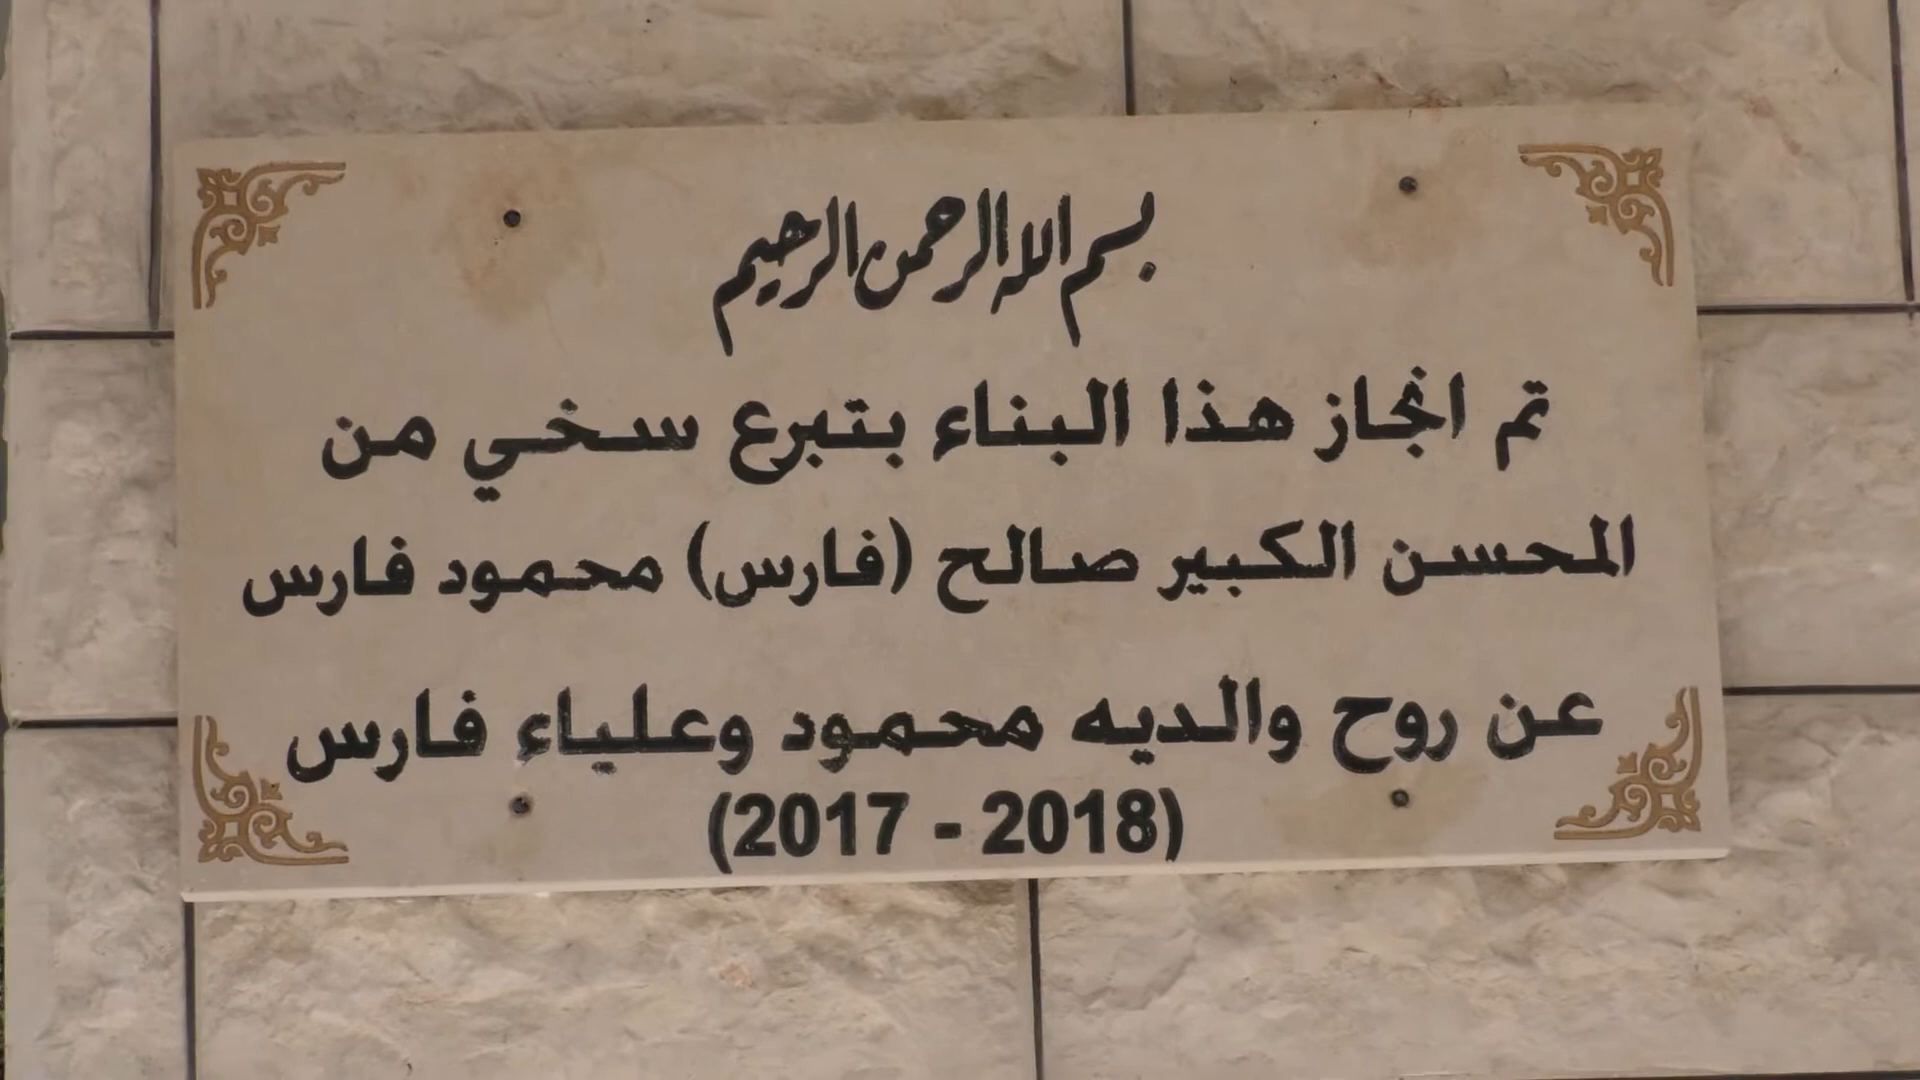 بسم الله الرحمن الرحيم
تم انجاز هذا البناء بتبرع سخي من
المحسن الكبير صالح (فارس) محمود فارس
عن روح والديه محمود وعلياء فارس
(2017 - 2018)